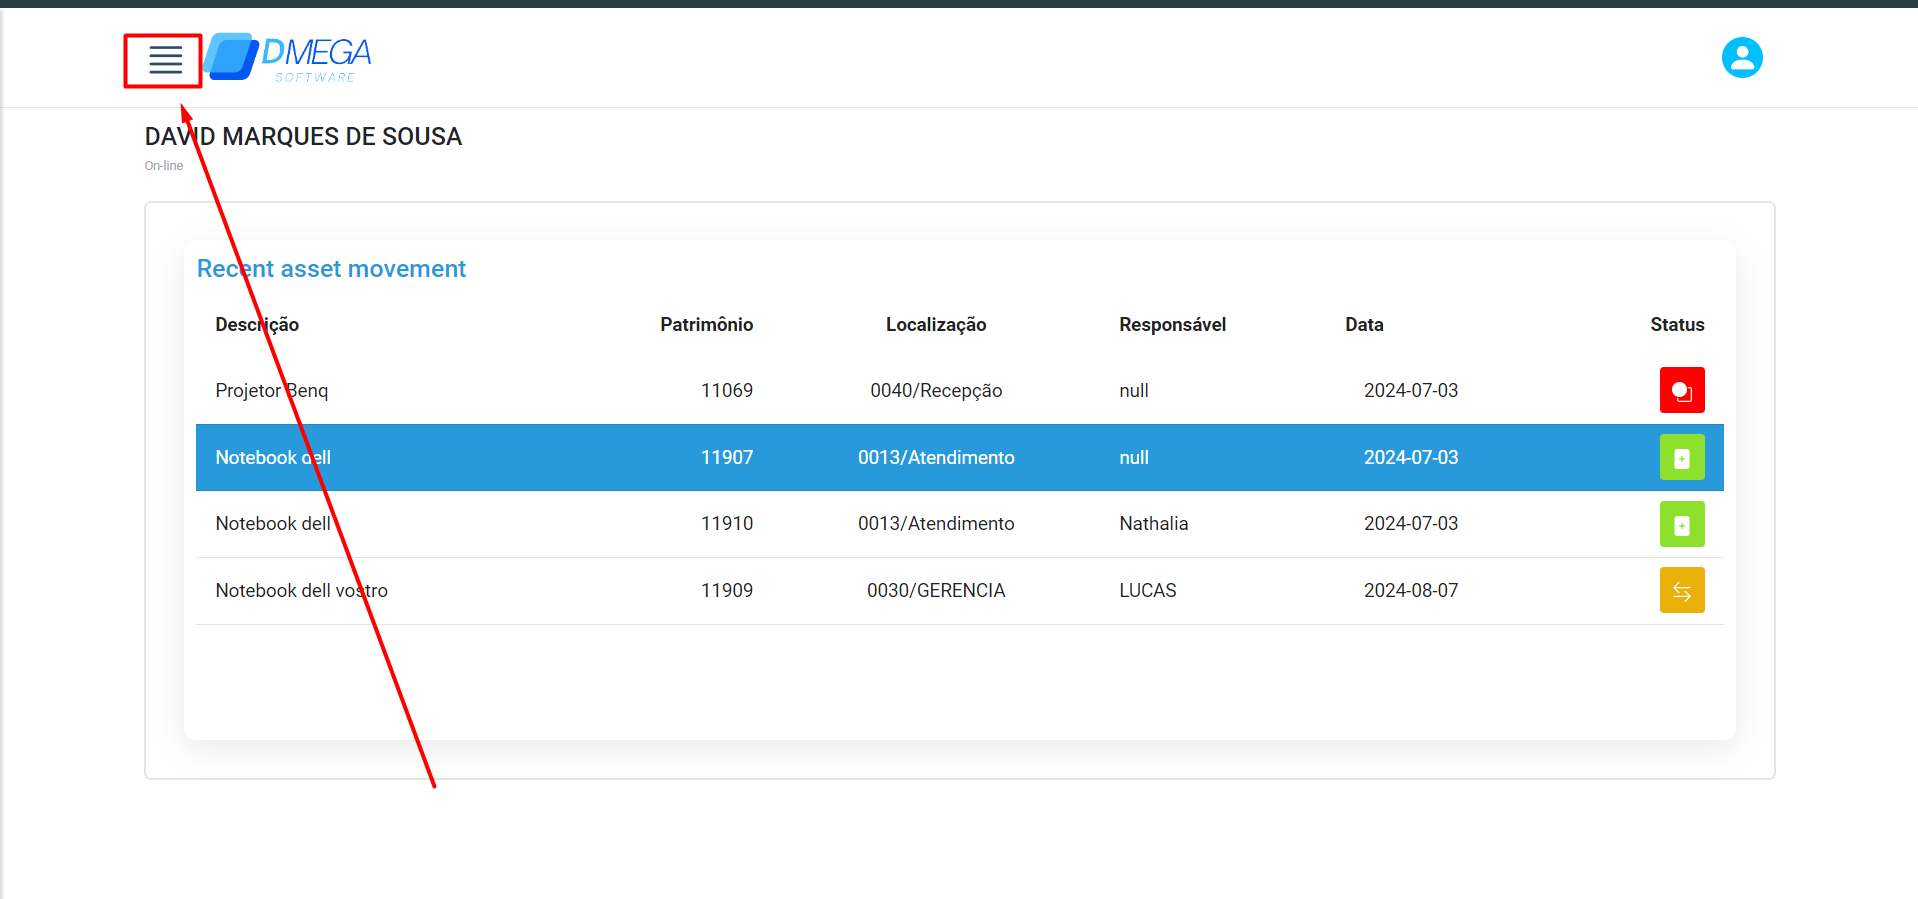 DMEGA
SOFTWARE
DAVID MARQUES DE SOUSA
On-line
Recent asset movement
Descrição Patrimônio Localização Responsável Data Status
Projetor Benq 11069 0040/Recepção null 2024-07-03
Notebook dell 11907 0013/Atendimento null 2024-07-03
Notebook dell 11910 0013/Atendimento Nathalia 2024-07-03
Notebook dell vostro 11909 0030/GERENCIA LUCAS 2024-08-07